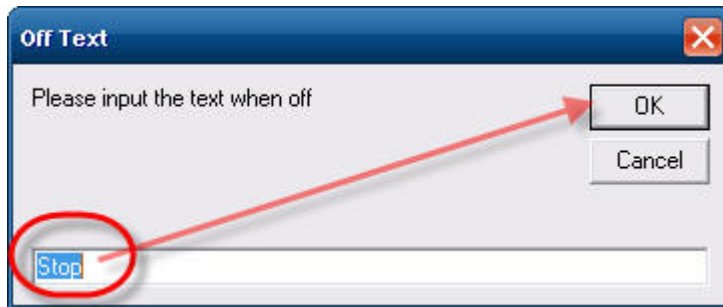 Off Text
Please input the text when off
OK
Cancel
Stop